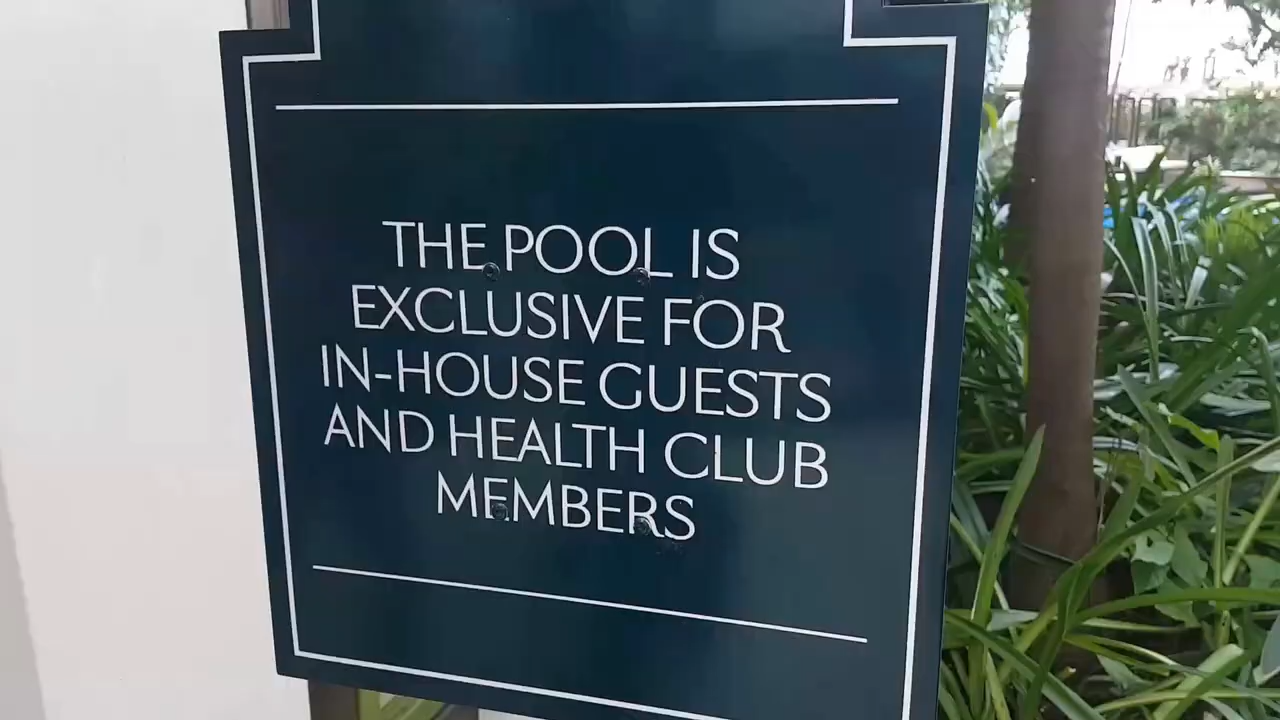 THE POOL IS
EXCLUSIVE FOR
IN-HOUSE GUESTS
AND HEALTH CLUB
MEMBERS